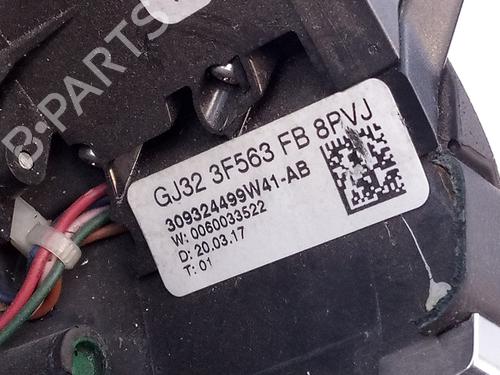 B-PARTS
GJ32 3F563 FB 8PVJ
309324499W41-AB
W: 0060033522
D: 20.03.17
T: 01